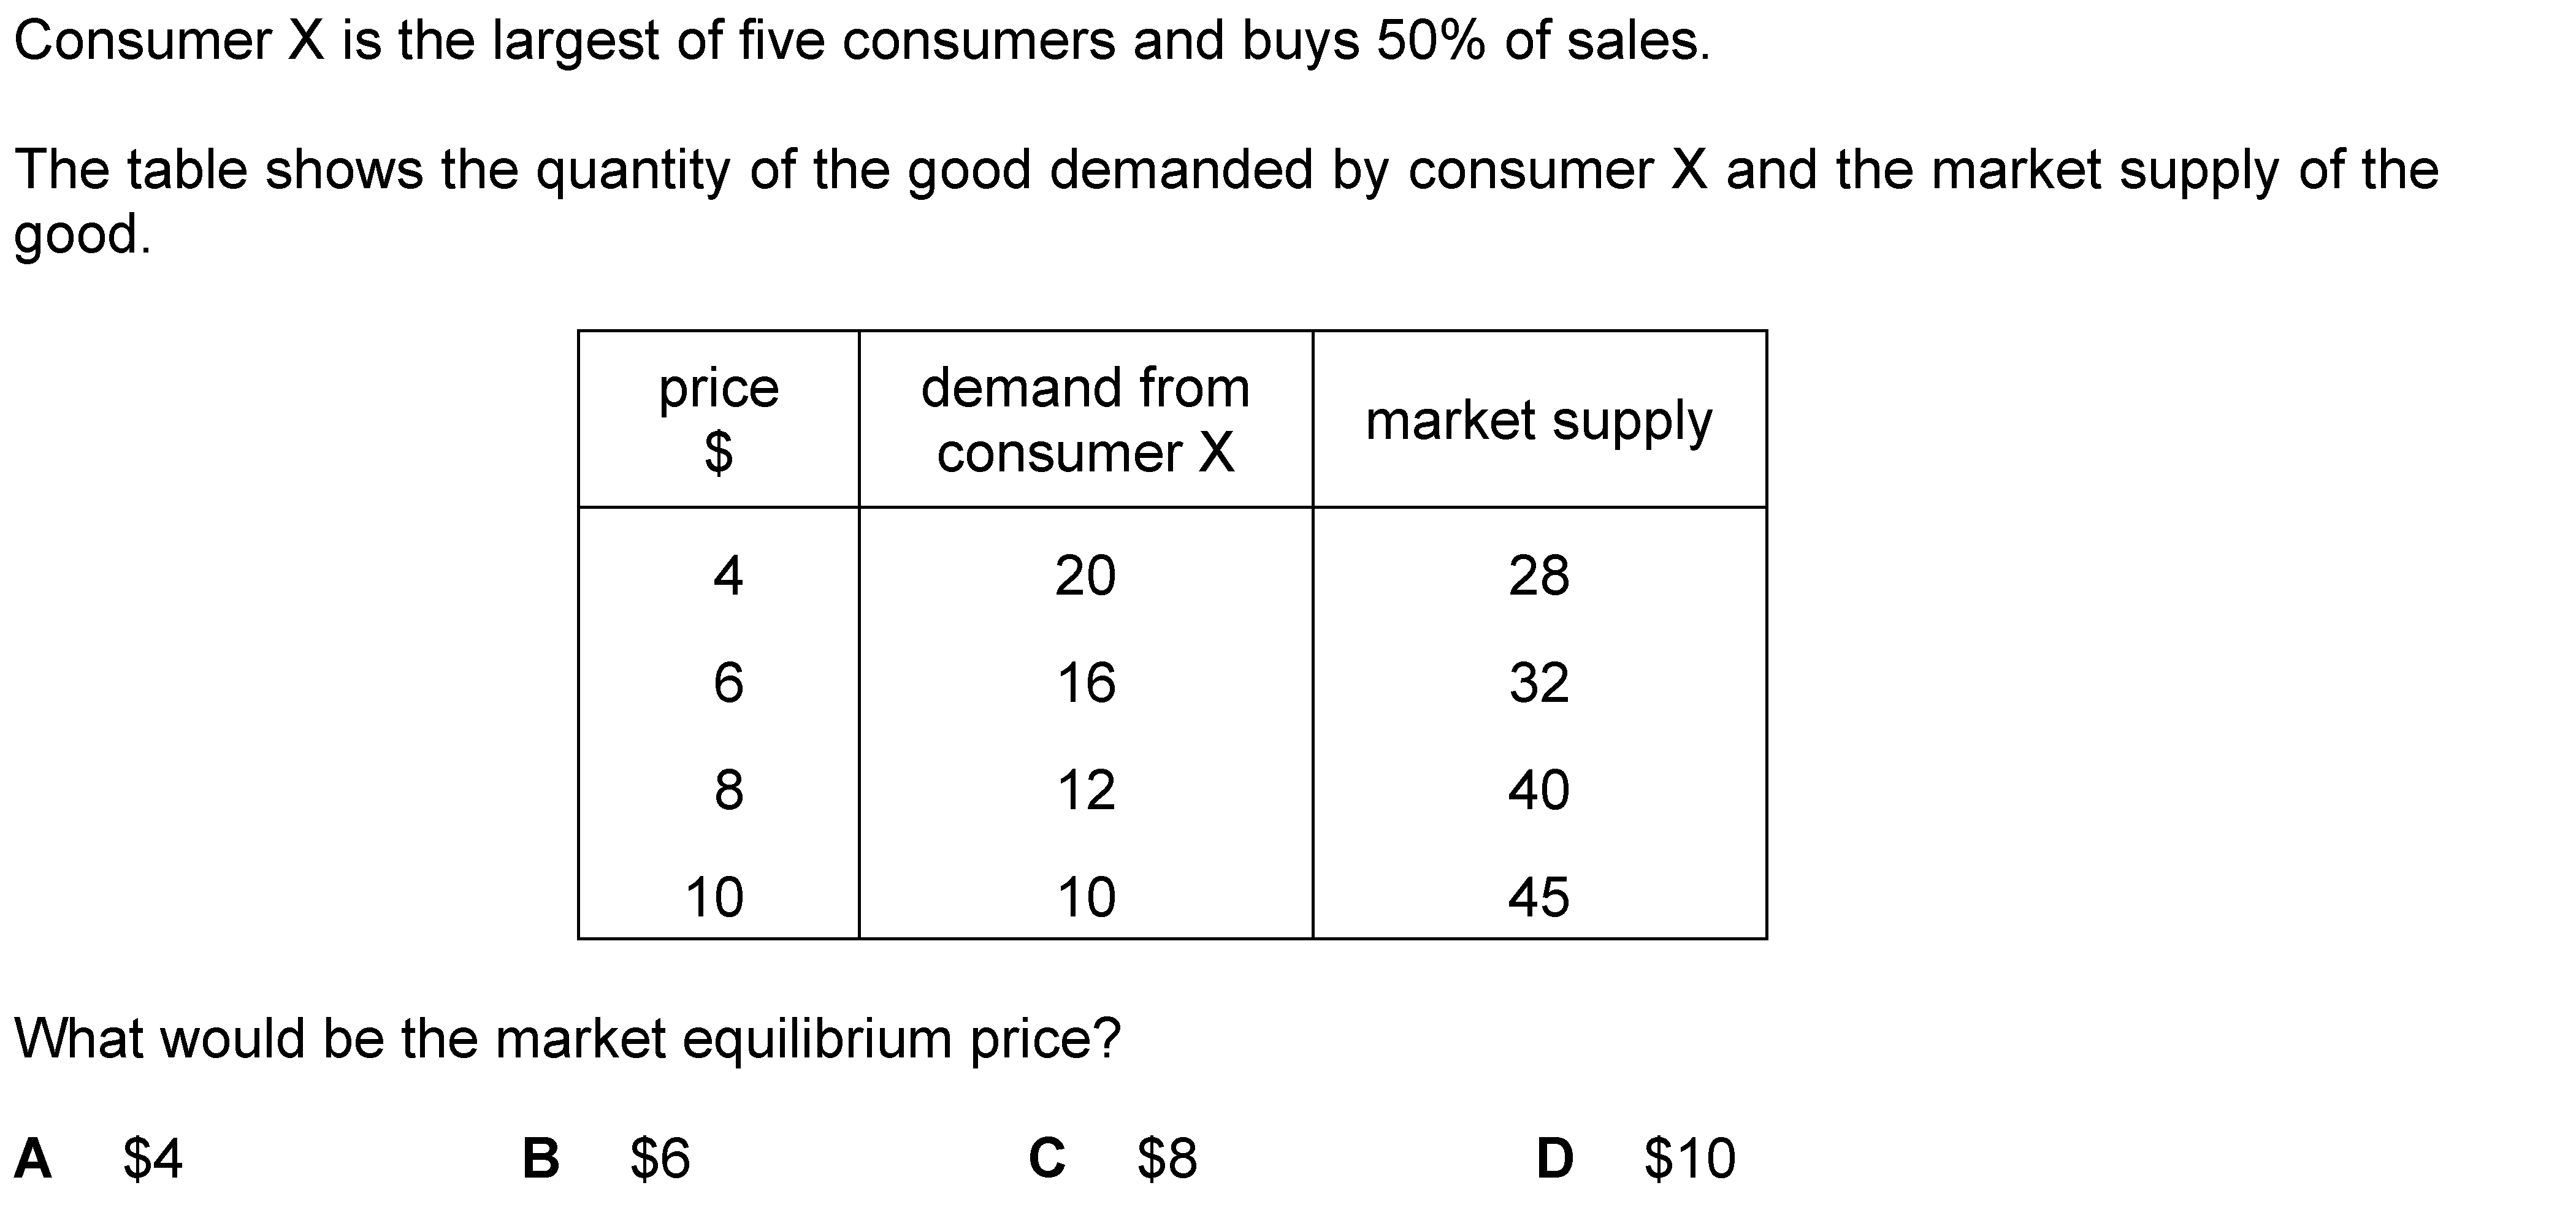 Consumer X is the largest of five consumers and buys 50% of sales.
The table shows the quantity of the good demanded by consumer X and the market supply of the
good.
price
$
demand from
consumer X
market supply
4 20 28
6 16 32
8 12 40
10 10 45
What would be the market equilibrium price?
A $4 B $6 C $8 D $10